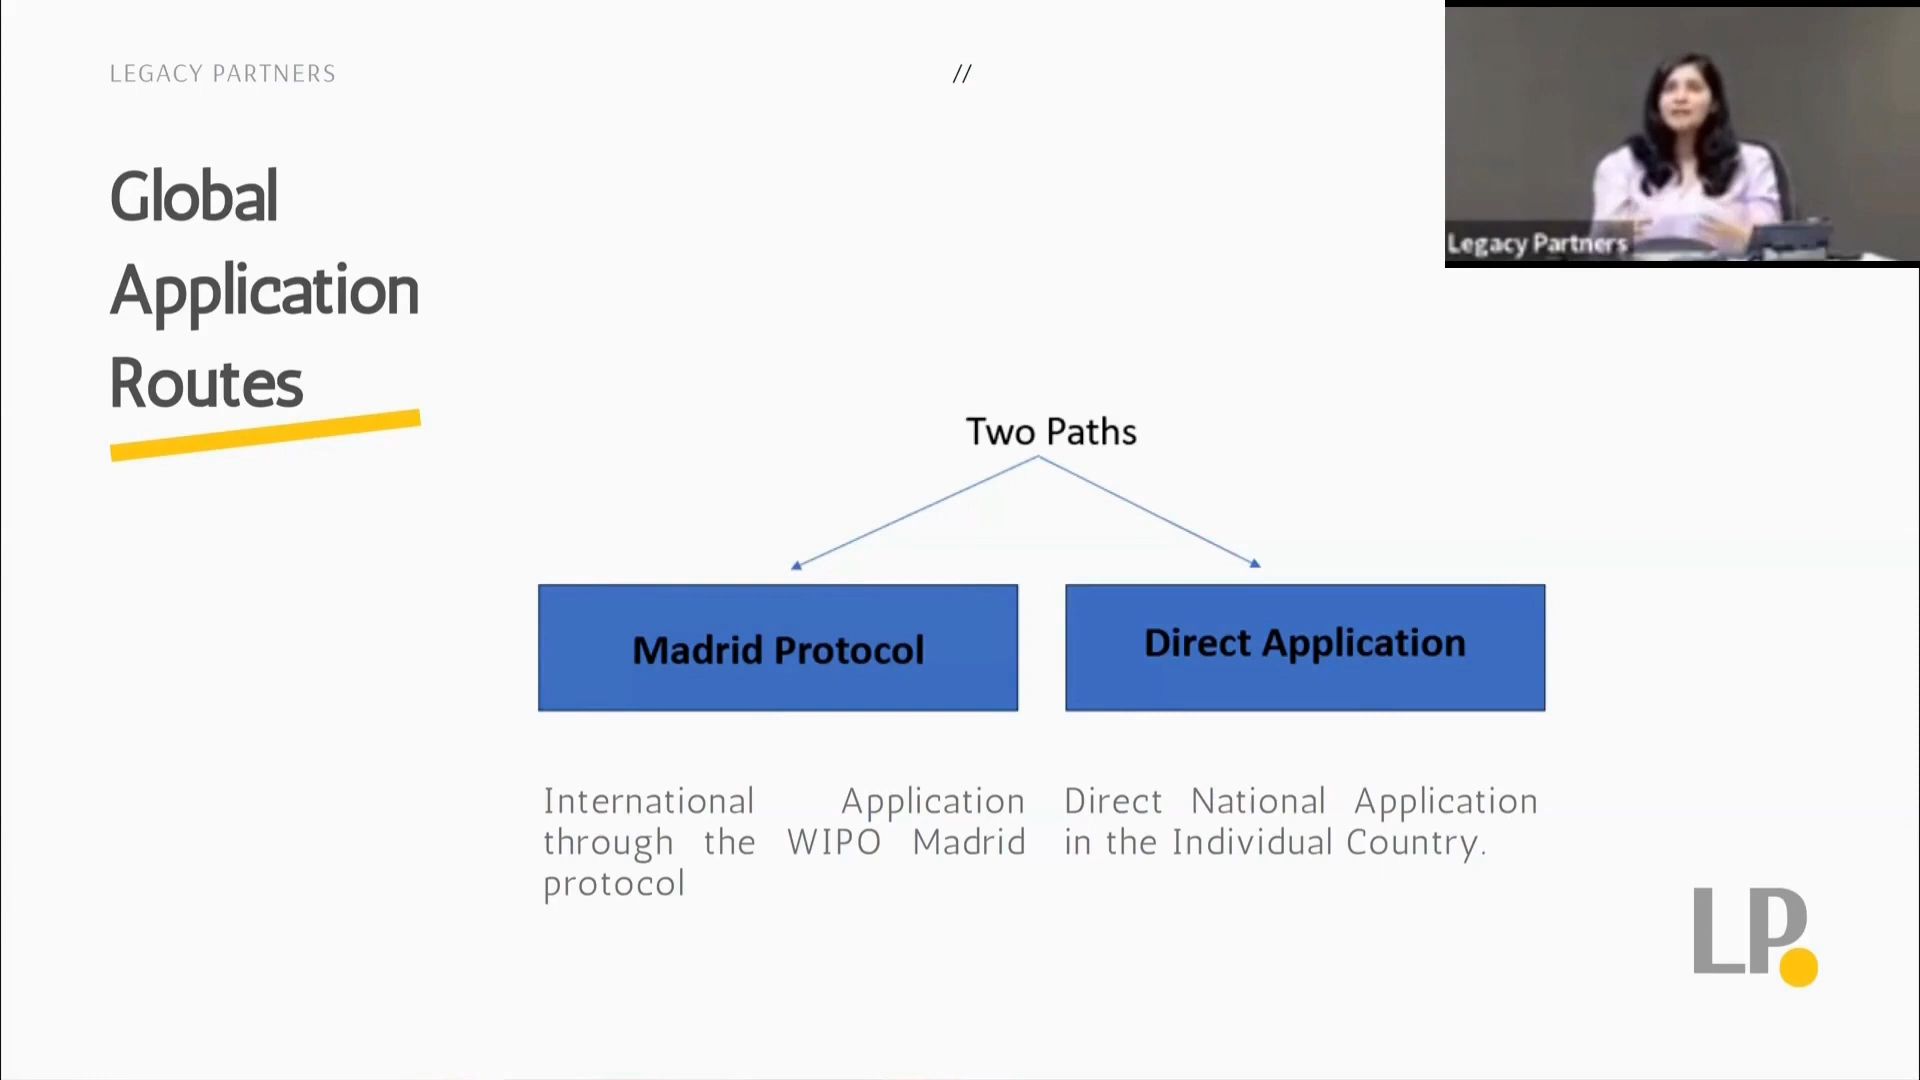 LEGACY PARTNERS
//
Legacy Partners
Global
Application
Routes
Two Paths
Madrid Protocol
Direct Application
International Application
through the WIPO Madrid
protocol
Direct National Application
in the Individual Country.
LP.